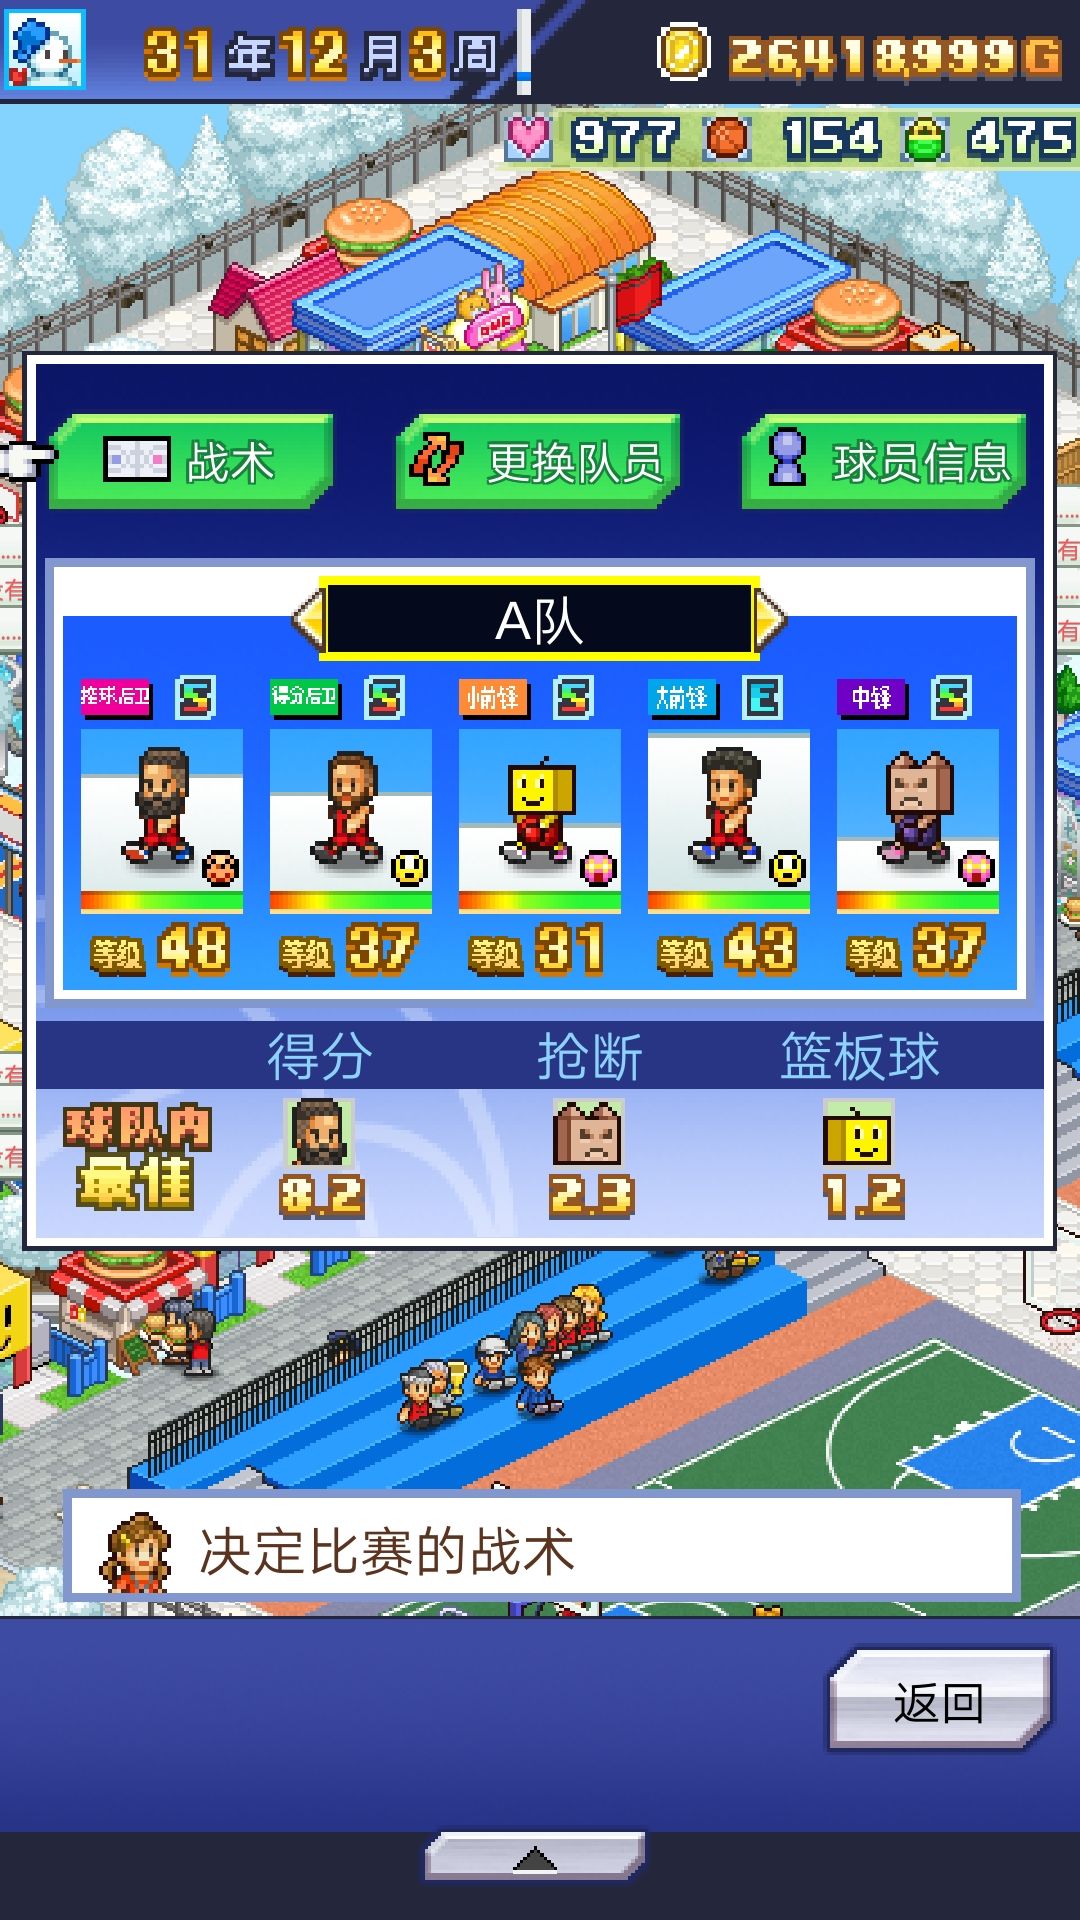 31年12月3周
26,418,999G
977 154 475
战术 更换队员 球员信息
A队
控球后卫 S 得分后卫 S 小前锋 S 大前锋 E 中锋 S
等级 48 等级 37 等级 31 等级 43 等级 37
得分 抢断 篮板球
球队内
最佳
8.2 2.3 1.2
决定比赛的战术
返回